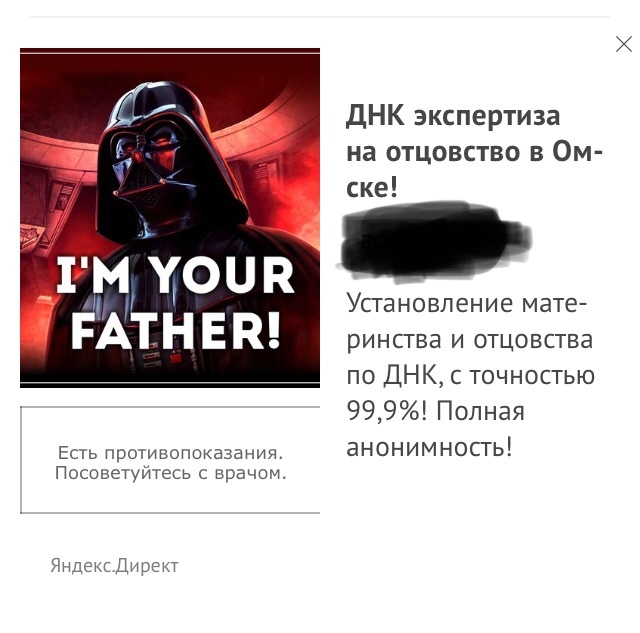 I'M YOUR
FATHER!
ДНК экспертиза
на отцовство в Ом-
ске!
Установление мате-
ринства и отцовства
по ДНК, с точностью
99,9%! Полная
анонимность!
Есть противопоказания.
Посоветуйтесь с врачом.
Яндекс.Директ